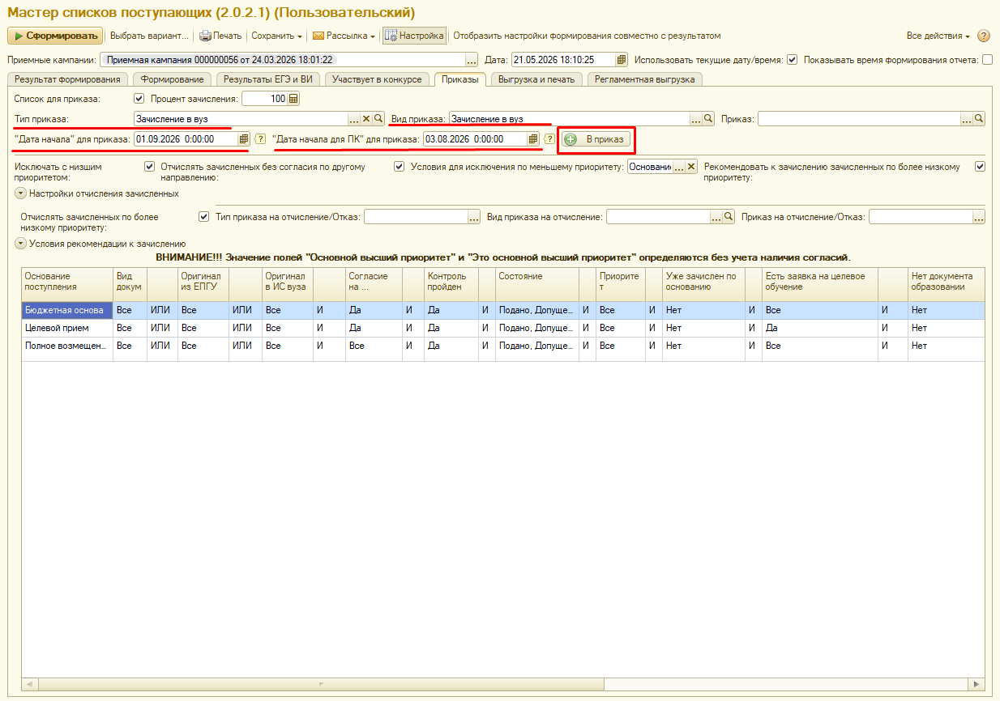 Мастер списков поступающих (2.0.2.1) (Пользовательский)
Сформировать Выбрать вариант... Печать Сохранить Рассылка Настройка Отобразить настройки формирования совместно с результатом Все действия ?
Приемные кампании: Приемная кампания 000000056 от 24.03.2026 18:01:22 ... Дата: 21.05.2026 18:10:25 Использовать текущие дату/время: Показывать время формирования отчета:
Результат формирования Формирование Результаты ЕГЭ и ВИ Участвует в конкурсе Приказы Выгрузка и печать Регламентная выгрузка
Список для приказа: Процент зачисления: 100
Тип приказа: Зачисление в вуз ... Вид приказа: Зачисление в вуз ... Приказ: ...
"Дата начала" для приказа: 01.09.2026 0:00:00 ? "Дата начала для ПК" для приказа: 03.08.2026 0:00:00 ? В приказ
Исключать с низшим приоритетом: Отчислять зачисленных без согласия по другому направлению: Условия для исключения по меньшему приоритету: Основани ... Рекомендовать к зачислению зачисленных по более низкому приоритету:
Настройки отчисления зачисленных
Отчислять зачисленных по более низкому приоритету: Тип приказа на отчисление/Отказ: ... Вид приказа на отчисление: ... Приказ на отчисление/Отказ: ...
Условия рекомендации к зачислению
ВНИМАНИЕ!!! Значение полей "Основной высший приоритет" и "Это основной высший приоритет" определяются без учета наличия согласий.
Основание поступления Вид докум Оригинал из ЕПГУ Оригинал в ИС вуза Согласие на ... Контроль пройден Состояние Приорите т Уже зачислен по основанию Есть заявка на целевое обучение Нет документа образовании
Бюджетная основа Все ИЛИ Все ИЛИ Все И Да И Да И Подано, Допуще... И Все И Нет И Все И Нет
Целевой прием Все ИЛИ Все ИЛИ Все И Да И Да И Подано, Допуще... И Все И Нет И Да И Нет
Полное возмещен... Все ИЛИ Все ИЛИ Все И Все И Да И Подано, Допуще... И Все И Нет И Все И Нет